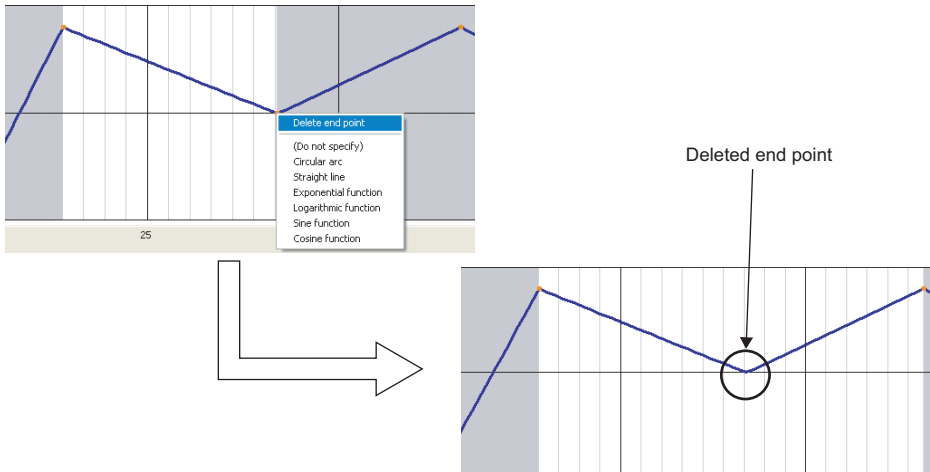 Delete end point
(Do not specify)
Circular arc
Straight line
Exponential function
Logarithmic function
Sine function
Cosine function
25
Deleted end point